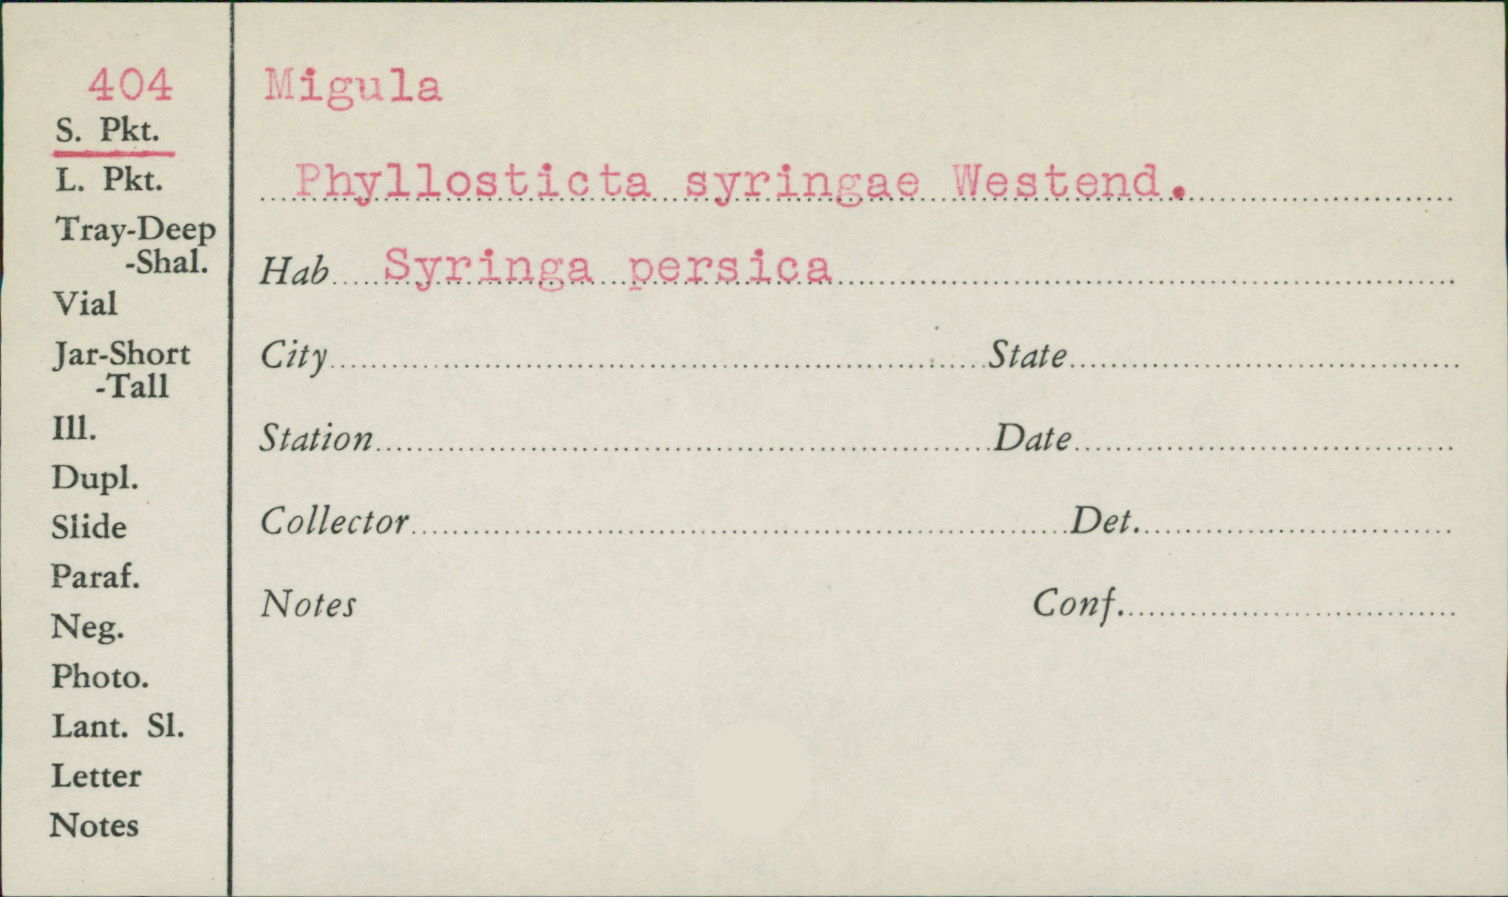 404
S. Pkt.
L. Pkt.
Tray-Deep
-Shal.
Vial
Jar-Short
-Tall
Ill.
Dupl.
Slide
Paraf.
Neg.
Photo.
Lant. Sl.
Letter
Notes
Migula
Phyllosticta syringae Westend.
Hab Syringa persica
City State
Station Date
Collector Det.
Notes Conf.